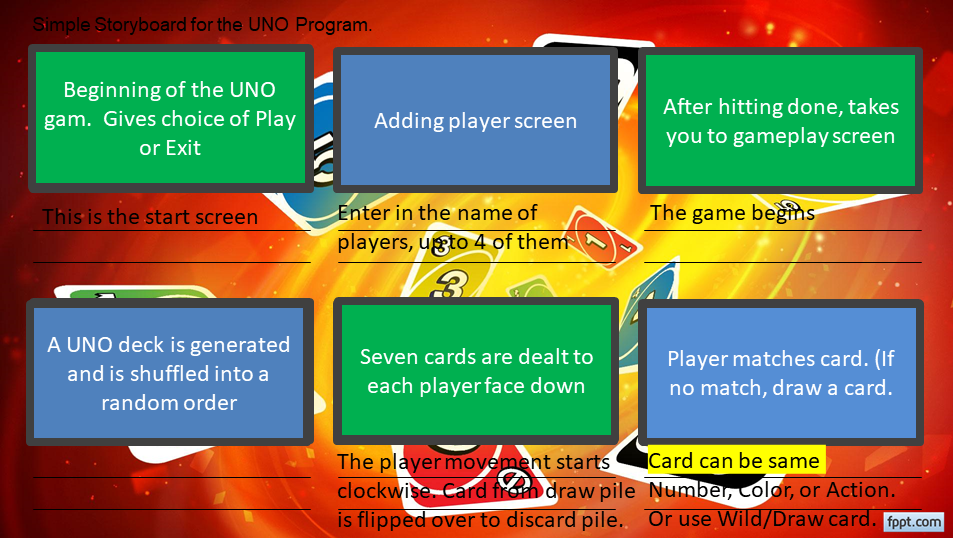 Simple Storyboard for the UNO Program.
Beginning of the UNO
gam.  Gives choice of Play
or Exit
Adding player screen
After hitting done, takes
you to gameplay screen
This is the start screen
Enter in the name of
players, up to 4 of them
The game begins
3
3
1
1
A UNO deck is generated
and is shuffled into a
random order
Seven cards are dealt to
each player face down
Player matches card. (If
no match, draw a card.
The player movement starts
clockwise. Card from draw pile
is flipped over to discard pile.
Card can be same
Number, Color, or Action.
Or use Wild/Draw card.
fppt.com